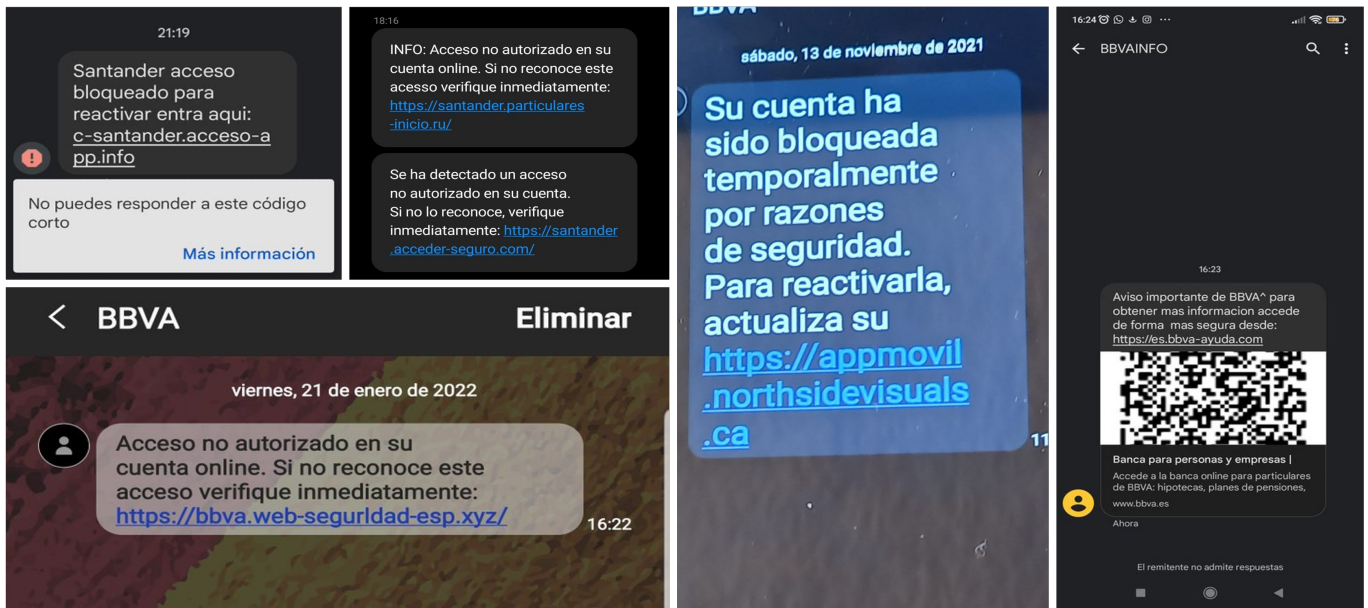 21:19
Santander acceso
bloqueado para
reactivar entra aqui:
c-santander.acceso-a
pp.info
No puedes responder a este código
corto
Más información
18:16
INFO: Acceso no autorizado en su
cuenta online. Si no reconoce este
acesso verifique inmediatamente:
https://santander.particulares
-inicio.ru/
Se ha detectado un acceso
no autorizado en su cuenta.
Si no lo reconoce, verifique
inmediatamente: https://santander
.acceder-seguro.com/
BBVA
Eliminar
viernes, 21 de enero de 2022
Acceso no autorizado en su
cuenta online. Si no reconoce este
acceso verifique inmediatamente:
https://bbva.web-segurldad-esp.xyz/
16:22
BBVA
sábado, 13 de noviembre de 2021
Su cuenta ha
sido bloqueada
temporalmente
por razones
de seguridad.
Para reactivarla,
actualiza su
https://appmovil
.northsidevisuals
.ca
11
16:24
BBVAINFO
16:23
Aviso importante de BBVA^ para
obtener mas informacion accede
de forma mas segura desde:
https://es.bbva-ayuda.com
Banca para personas y empresas |
Accede a la banca online para particulares
de BBVA: hipotecas, planes de pensiones,
www.bbva.es
Ahora
El remitente no admite respuestas